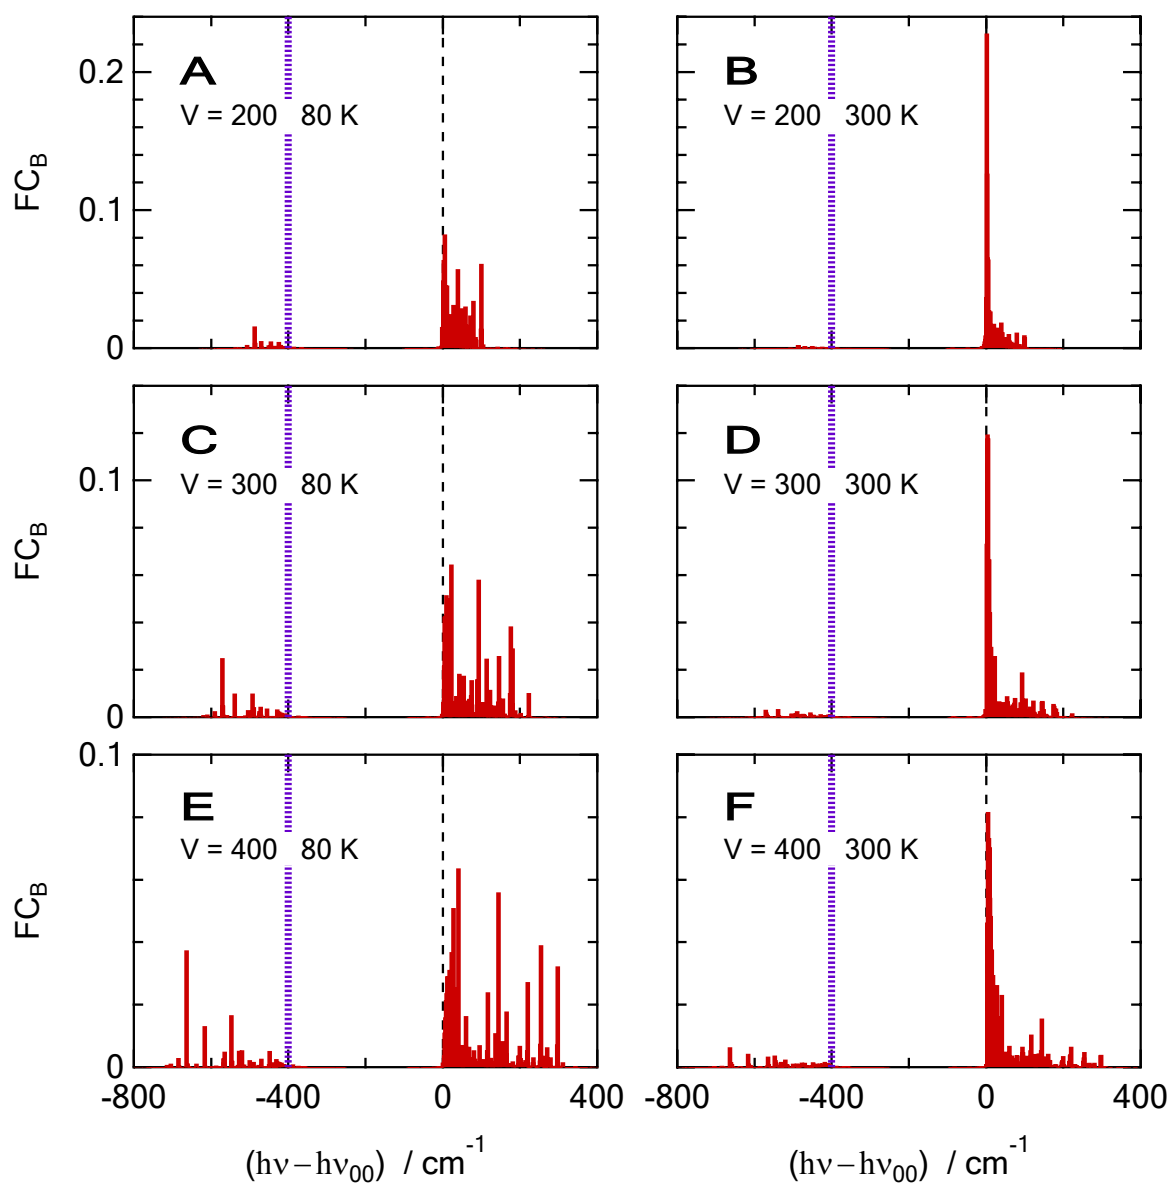 A
B
V = 200 80 K
V = 200 300 K
0.2
0.1
0
FC_B
C
D
V = 300 80 K
V = 300 300 K
0.1
0
FC_B
E
F
V = 400 80 K
V = 400 300 K
0.1
0
FC_B
-800 -400 0 400
-800 -400 0 400
(hν – hν₀₀) / cm⁻¹
(hν – hν₀₀) / cm⁻¹